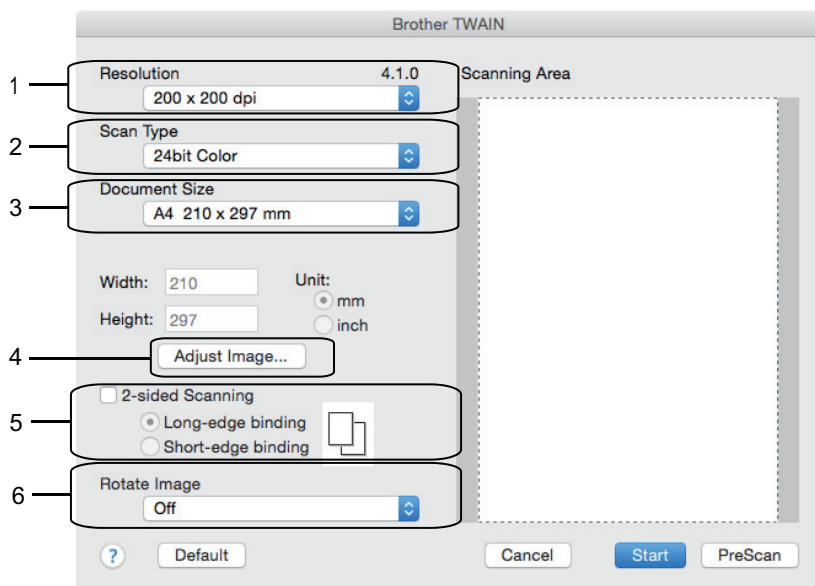 Brother TWAIN
1
Resolution 4.1.0
200 x 200 dpi
2
Scan Type
24bit Color
3
Document Size
A4 210 x 297 mm
Width: 210
Height: 297
Unit:
mm
inch
4
Adjust Image...
5
2-sided Scanning
Long-edge binding
Short-edge binding
6
Rotate Image
Off
Scanning Area
?
Default
Cancel
Start
PreScan